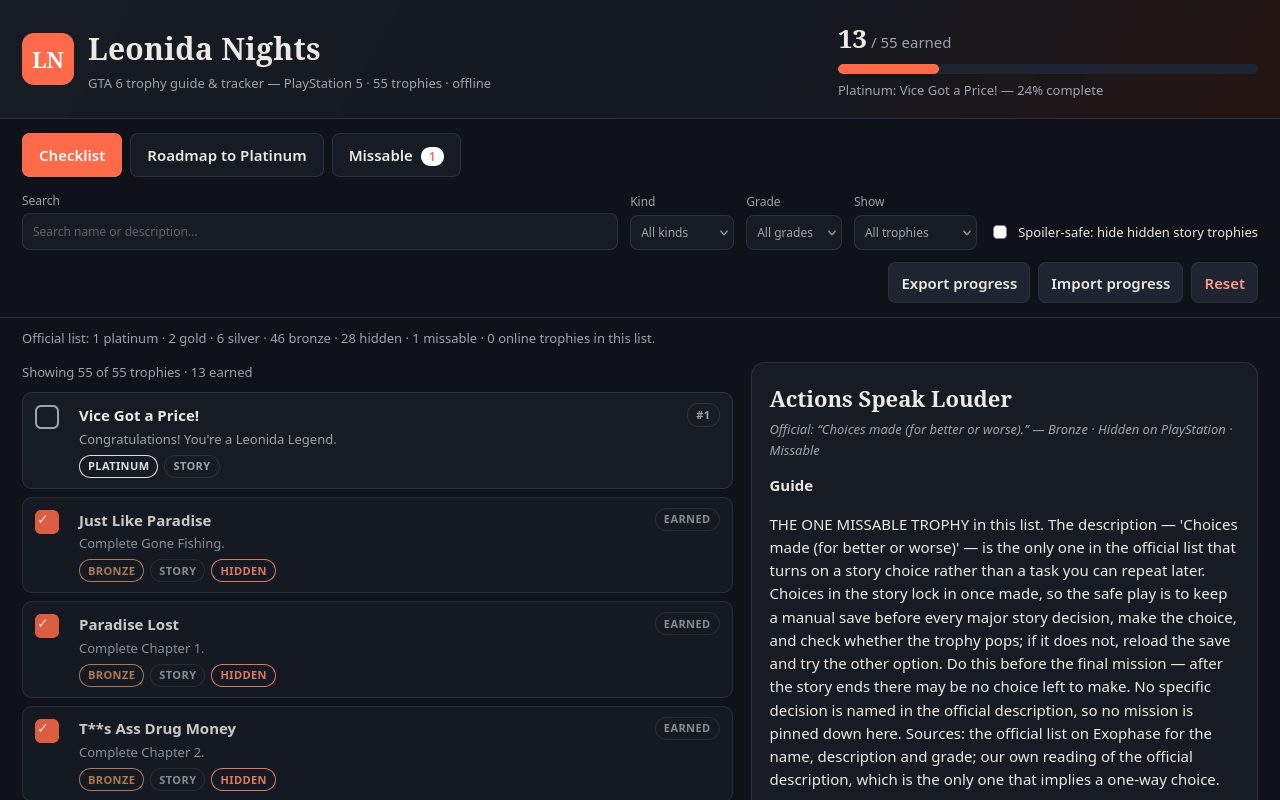 LN
Leonida Nights
GTA 6 trophy guide & tracker — PlayStation 5 · 55 trophies · offline
13 / 55 earned
Platinum: Vice Got a Price! — 24% complete
Checklist
Roadmap to Platinum
Missable 1
Search
Search name or description...
Kind
All kinds
Grade
All grades
Show
All trophies
Spoiler-safe: hide hidden story trophies
Export progress
Import progress
Reset
Official list: 1 platinum · 2 gold · 6 silver · 46 bronze · 28 hidden · 1 missable · 0 online trophies in this list.
Showing 55 of 55 trophies · 13 earned
Vice Got a Price!
#1
Congratulations! You're a Leonida Legend.
PLATINUM
STORY
Just Like Paradise
EARNED
Complete Gone Fishing.
BRONZE
STORY
HIDDEN
Paradise Lost
EARNED
Complete Chapter 1.
BRONZE
STORY
HIDDEN
T**s Ass Drug Money
EARNED
Complete Chapter 2.
BRONZE
STORY
HIDDEN
Actions Speak Louder
Official: “Choices made (for better or worse).” — Bronze · Hidden on PlayStation ·
Missable
Guide
THE ONE MISSABLE TROPHY in this list. The description — 'Choices
made (for better or worse)' — is the only one in the official list that
turns on a story choice rather than a task you can repeat later.
Choices in the story lock in once made, so the safe play is to keep
a manual save before every major story decision, make the choice,
and check whether the trophy pops; if it does not, reload the save
and try the other option. Do this before the final mission — after
the story ends there may be no choice left to make. No specific
decision is named in the official description, so no mission is
pinned down here. Sources: the official list on Exophase for the
name, description and grade; our own reading of the official
description, which is the only one that implies a one-way choice.